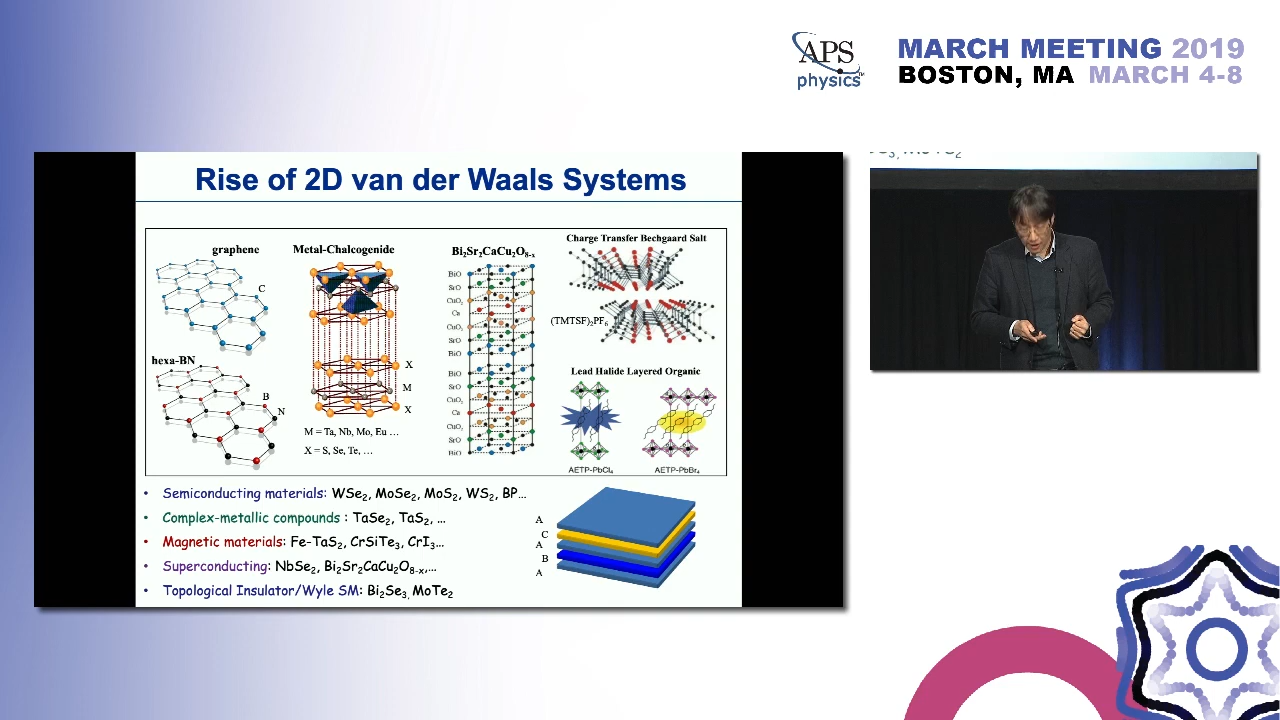 APS
physics™
MARCH MEETING 2019
BOSTON, MA MARCH 4-8
Rise of 2D van der Waals Systems
graphene
C
hexa-BN
B
N
Metal-Chalcogenide
X
M
X
M = Ta, Nb, Mo, Eu …
X = S, Se, Te, …
Bi₂Sr₂CaCu₂O₈₋ₓ
BiO
SrO
CuO₂
Ca
CuO₂
SrO
BiO
BiO
SrO
CuO₂
Ca
CuO₂
SrO
BiO
Charge Transfer Bechgaard Salt
(TMTSF)₂PF₆
Lead Halide Layered Organic
AETP-PbCl₄
AETP-PbBr₄
• Semiconducting materials: WSe₂, MoSe₂, MoS₂, WS₂, BP…
• Complex-metallic compounds : TaSe₂, TaS₂, …
• Magnetic materials: Fe-TaS₂, CrSiTe₃, CrI₃…
• Superconducting: NbSe₂, Bi₂Sr₂CaCu₂O₈₋ₓ,…
• Topological Insulator/Wyle SM: Bi₂Se₃, MoTe₂
A
C
A
B
A